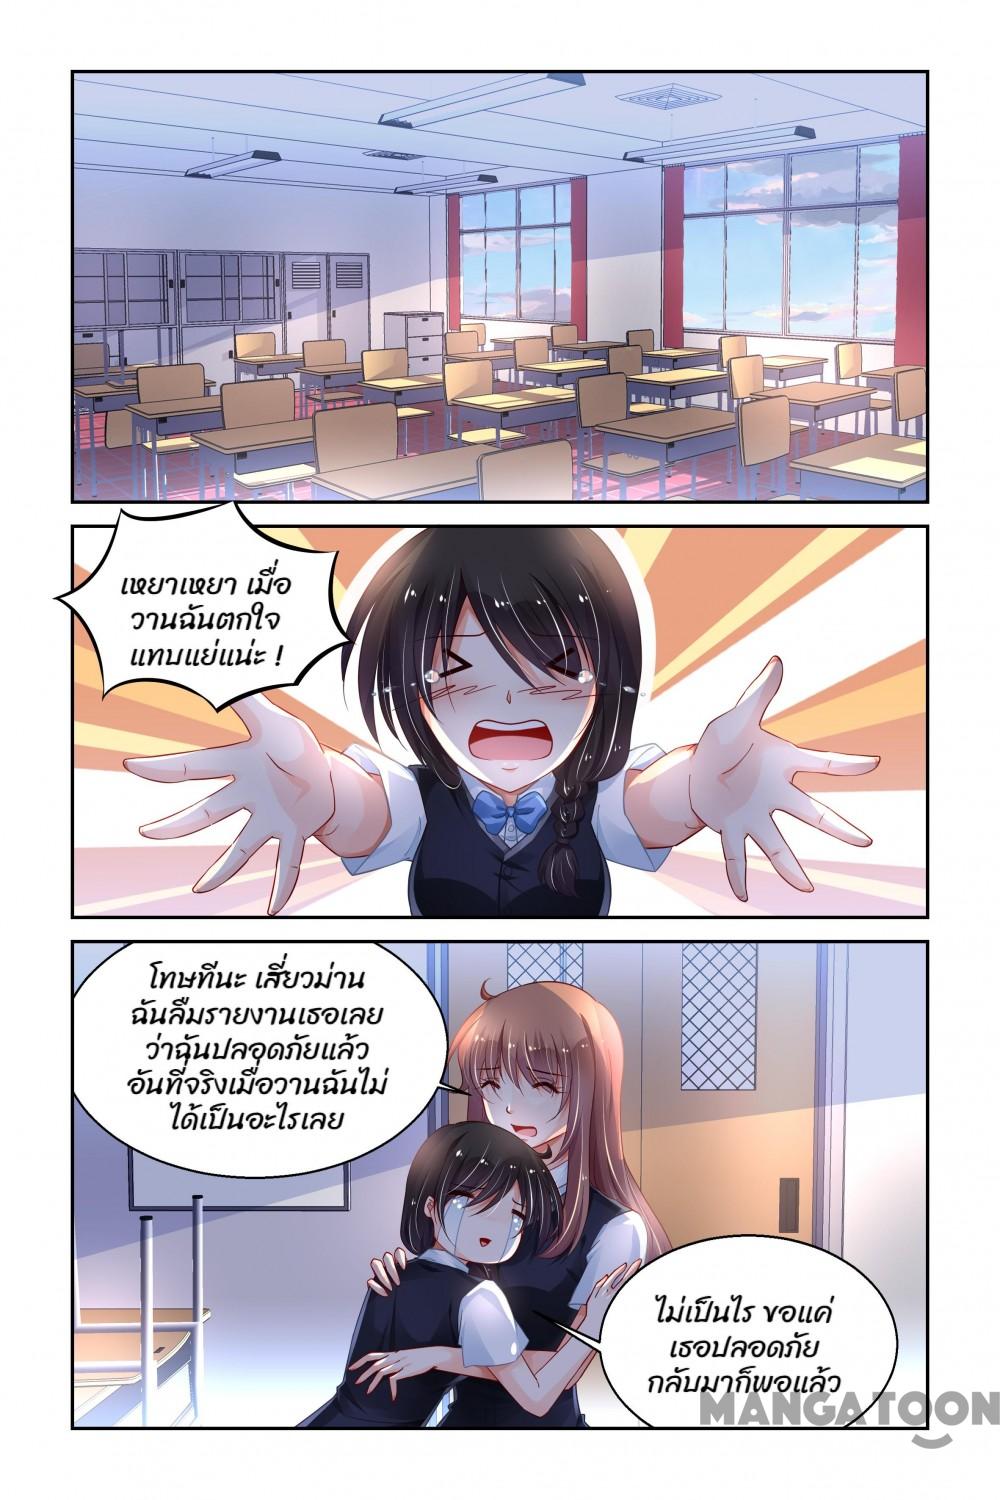 เหยาเหยา เมื่อ
วานฉันตกใจ
แทบแย่แน่ะ !
โทษทีนะ เสี่ยวม่าน
ฉันลืมรายงานเธอเลย
ว่าฉันปลอดภัยแล้ว
อันที่จริงเมื่อวานฉันไม่
ได้เป็นอะไรเลย
ไม่เป็นไร ขอแค่
เธอปลอดภัย
กลับมาก็พอแล้ว
MANGATOON